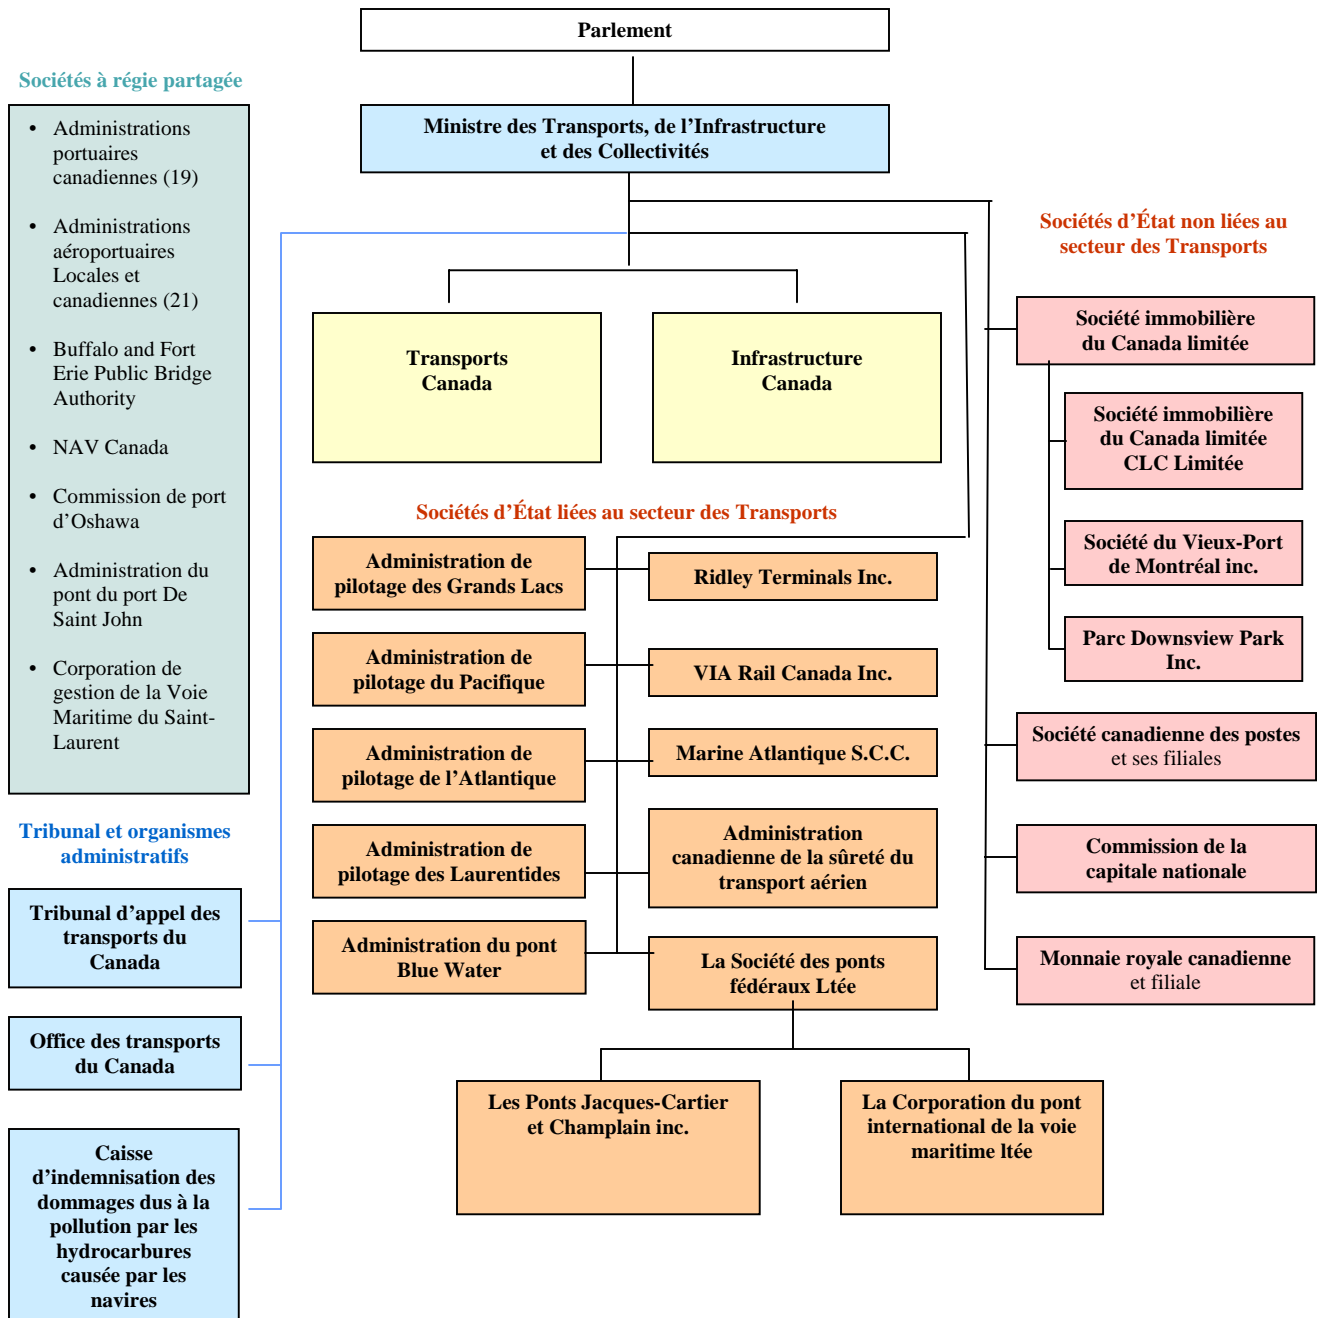 Parlement
Sociétés à régie partagée
• Administrations
portuaires
canadiennes (19)
• Administrations
aéroportuaires
Locales et
canadiennes (21)
• Buffalo and Fort
Erie Public Bridge
Authority
• NAV Canada
• Commission de port
d’Oshawa
• Administration du
pont du port De
Saint John
• Corporation de
gestion de la Voie
Maritime du Saint-
Laurent
Ministre des Transports, de l’Infrastructure
et des Collectivités
Transports
Canada
Infrastructure
Canada
Sociétés d’État non liées au
secteur des Transports
Société immobilière
du Canada limitée
Société immobilière
du Canada limitée
CLC Limitée
Société du Vieux-Port
de Montréal inc.
Parc Downsview Park
Inc.
Société canadienne des postes
et ses filiales
Commission de la
capitale nationale
Monnaie royale canadienne
et filiale
Sociétés d’État liées au secteur des Transports
Administration de
pilotage des Grands Lacs
Ridley Terminals Inc.
Administration de
pilotage du Pacifique
VIA Rail Canada Inc.
Administration de
pilotage de l’Atlantique
Marine Atlantique S.C.C.
Administration de
pilotage des Laurentides
Administration
canadienne de la sûreté du
transport aérien
Administration du pont
Blue Water
La Société des ponts
fédéraux Ltée
Les Ponts Jacques-Cartier
et Champlain inc.
La Corporation du pont
international de la voie
maritime ltée
Tribunal et organismes
administratifs
Tribunal d’appel des
transports du
Canada
Office des transports
du Canada
Caisse
d’indemnisation des
dommages dus à la
pollution par les
hydrocarbures
causée par les
navires